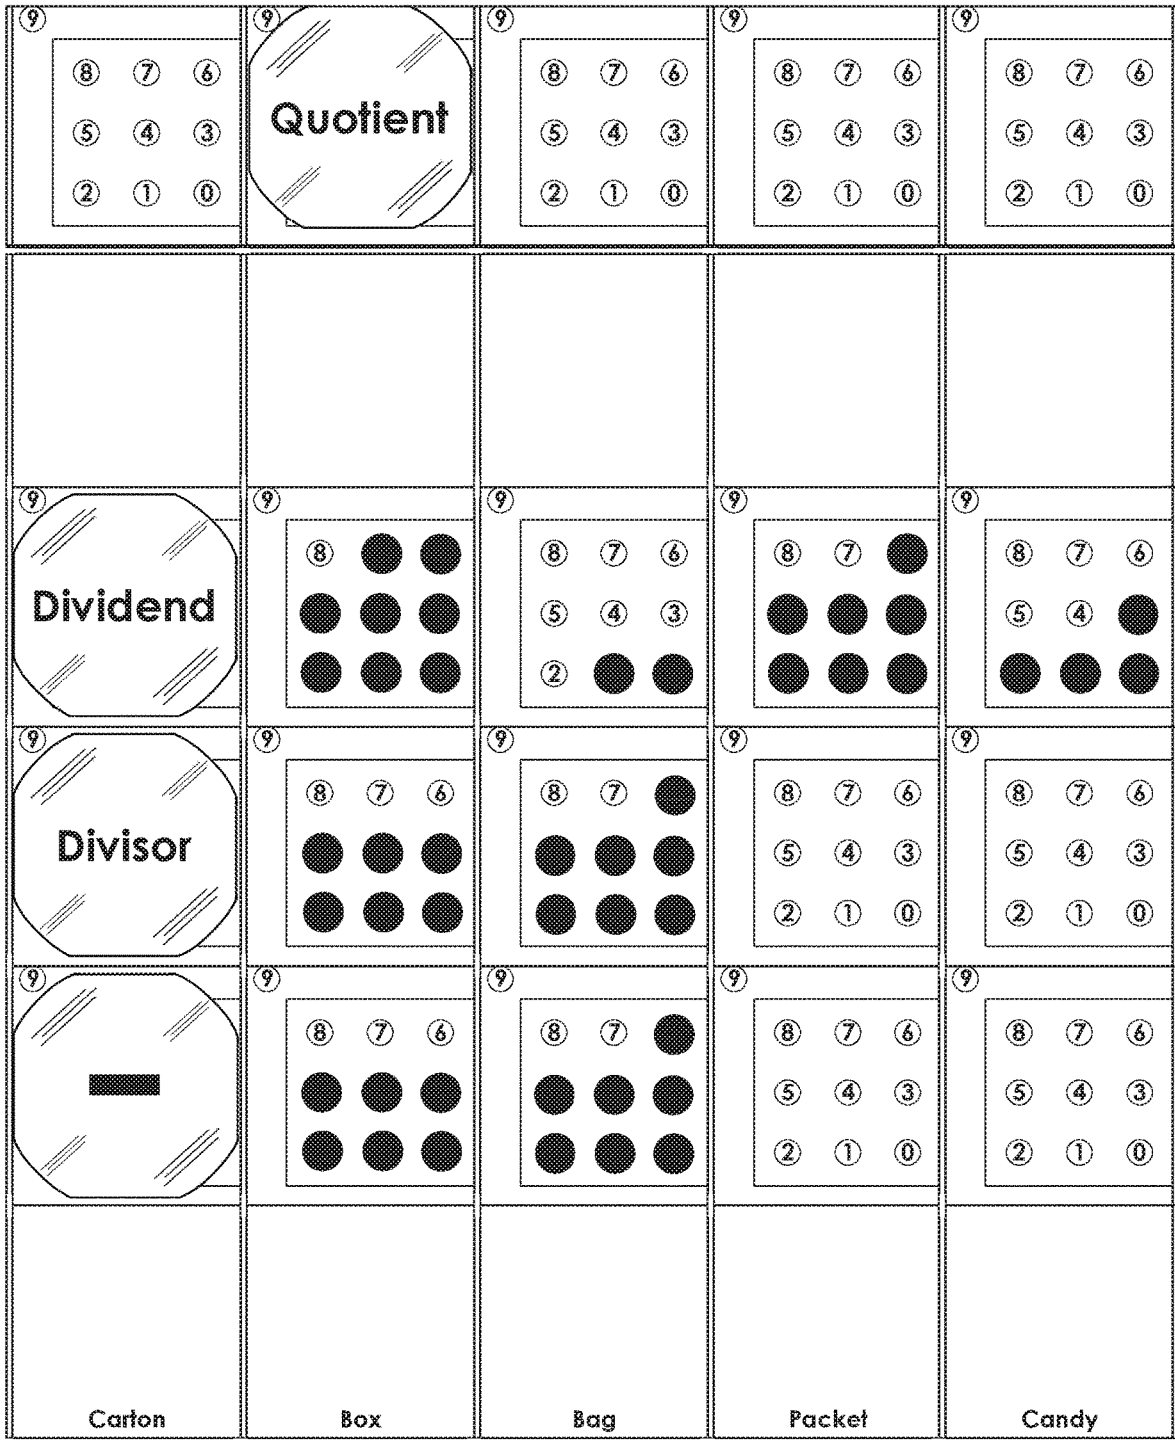 9 9 9 9 9
8 7 6 8 7 6 8 7 6 8 7 6
Quotient
5 4 3 5 4 3 5 4 3 5 4 3
2 1 0 2 1 0 2 1 0 2 1 0
9 9 9 9 9
8 8 7 6 8 7 8 7 6
Dividend
5 4 3 5 4
2
9 9 9 9 9
8 7 6 8 7 8 7 6 8 7 6
Divisor
5 4 3 5 4 3
2 1 0 2 1 0
9 9 9 9 9
8 7 6 8 7 8 7 6 8 7 6
5 4 3 5 4 3
2 1 0 2 1 0
Carton Box Bag Packet Candy